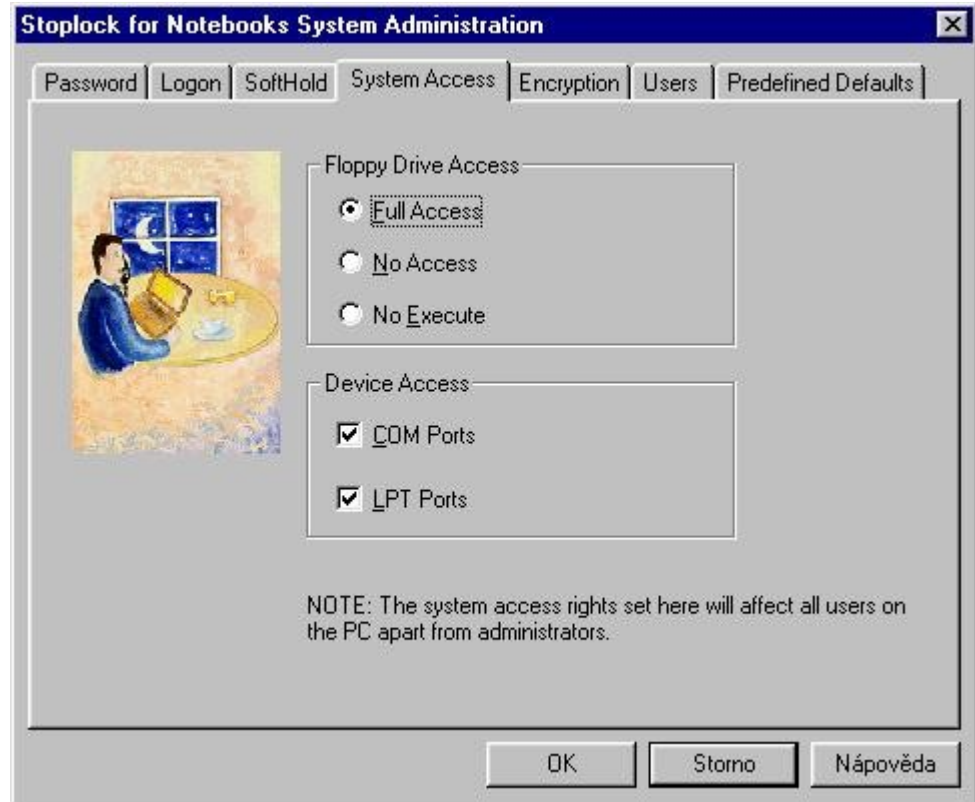 Stoplock for Notebooks System Administration
Password Logon SoftHold System Access Encryption Users Predefined Defaults
Floppy Drive Access
Full Access
No Access
No Execute
Device Access
COM Ports
LPT Ports
NOTE: The system access rights set here will affect all users on
the PC apart from administrators.
OK Storno Nápověda